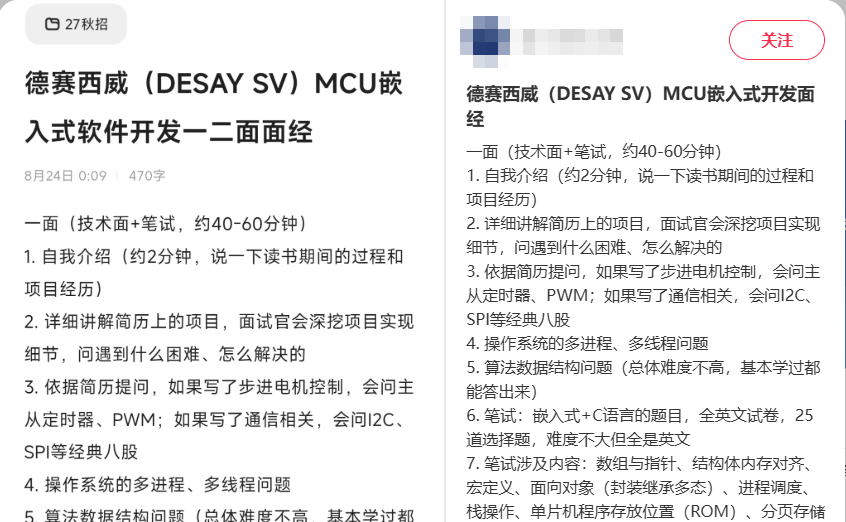 27秋招
德赛西威（DESAY SV）MCU嵌
入式软件开发一二面面经
8月24日 0:09 | 470字
一面（技术面+笔试，约40-60分钟）
1. 自我介绍（约2分钟，说一下读书期间的过程和
项目经历）
2. 详细讲解简历上的项目，面试官会深挖项目实现
细节，问遇到什么困难、怎么解决的
3. 依据简历提问，如果写了步进电机控制，会问主
从定时器、PWM；如果写了通信相关，会问I2C、
SPI等经典八股
4. 操作系统的多进程、多线程问题
5. 算法数据结构问题（总体难度不高，基本学过都
关注
德赛西威（DESAY SV）MCU嵌入式开发面
经
一面（技术面+笔试，约40-60分钟）
1. 自我介绍（约2分钟，说一下读书期间的过程和
项目经历）
2. 详细讲解简历上的项目，面试官会深挖项目实现
细节，问遇到什么困难、怎么解决的
3. 依据简历提问，如果写了步进电机控制，会问主
从定时器、PWM；如果写了通信相关，会问I2C、
SPI等经典八股
4. 操作系统的多进程、多线程问题
5. 算法数据结构问题（总体难度不高，基本学过都
能答出来）
6. 笔试：嵌入式+C语言的题目，全英文试卷，25
道选择题，难度不大但全是英文
7. 笔试涉及内容：数组与指针、结构体内存对齐、
宏定义、面向对象（封装继承多态）、进程调度、
栈操作、单片机程序存放位置（ROM）、分页存储